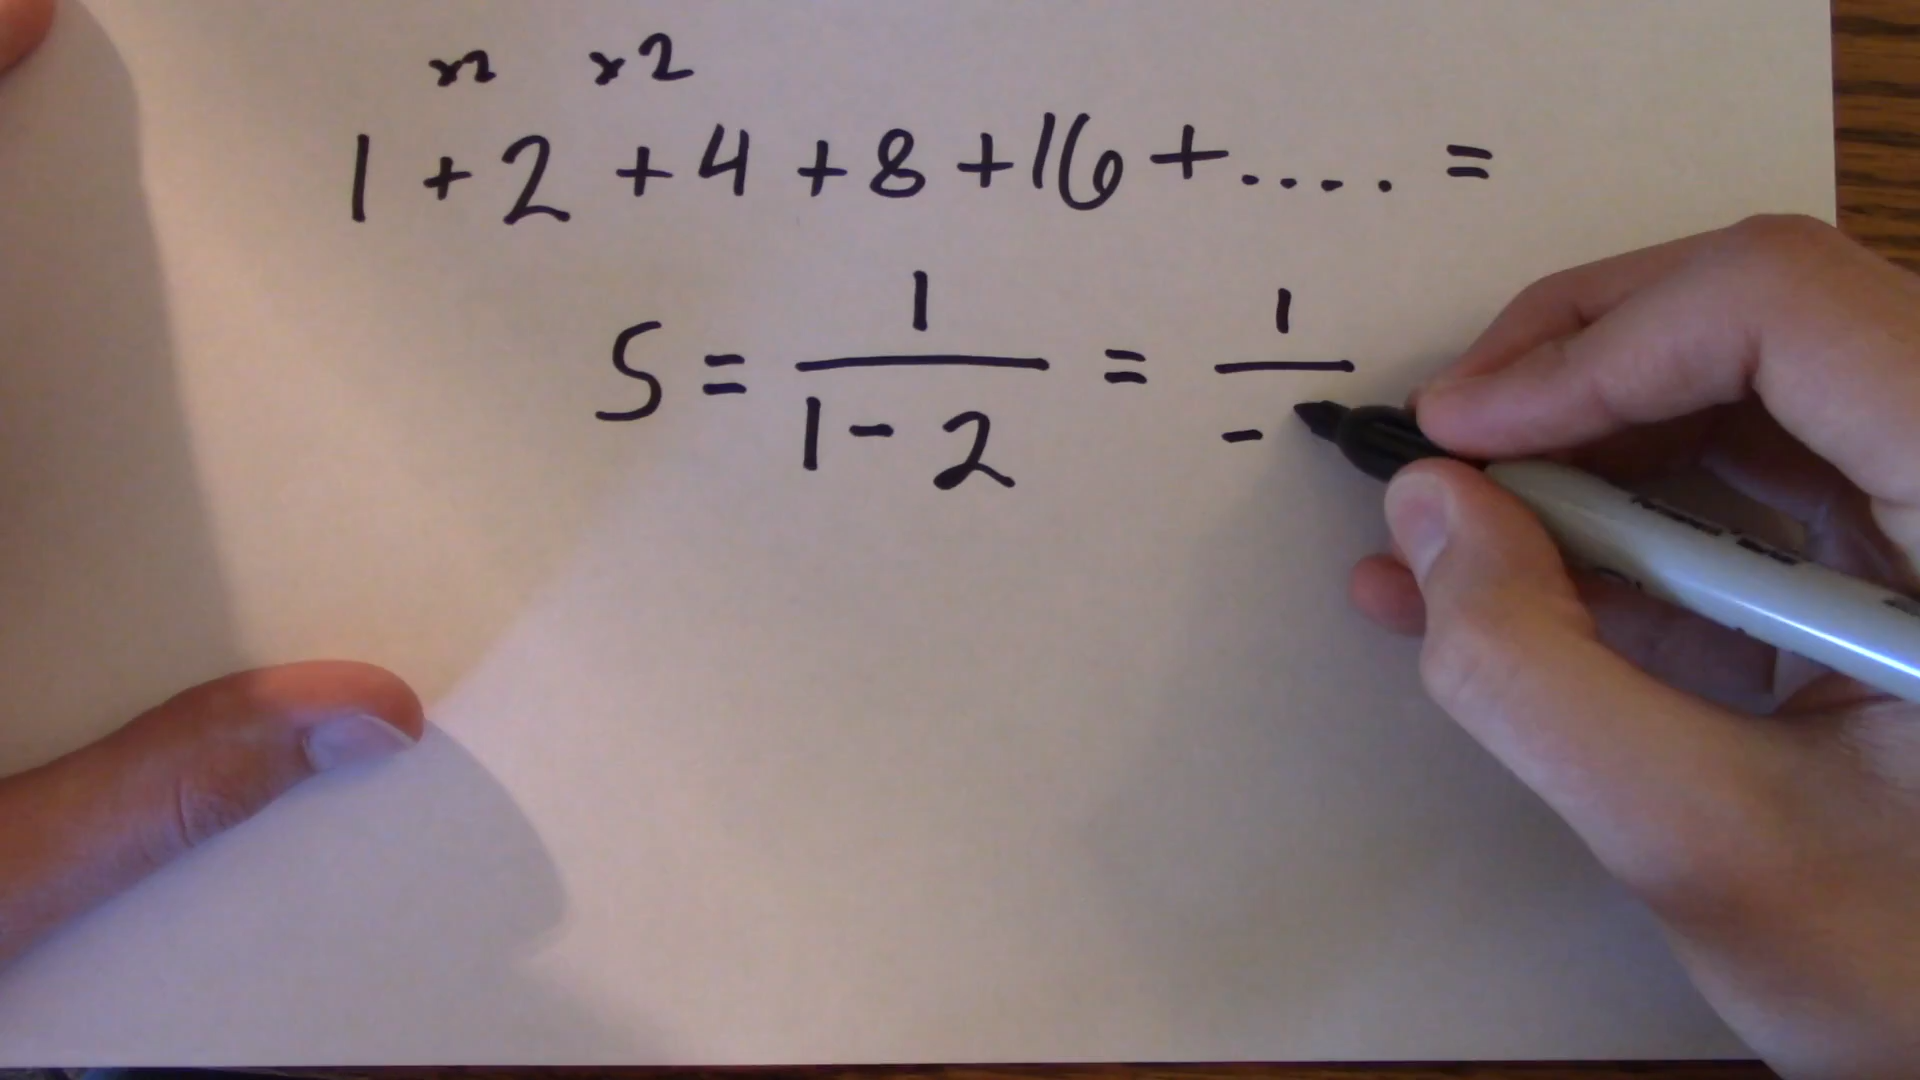 x2 x2
1 + 2 + 4 + 8 + 16 + .... =
S = 1/(1 - 2) = 1/-